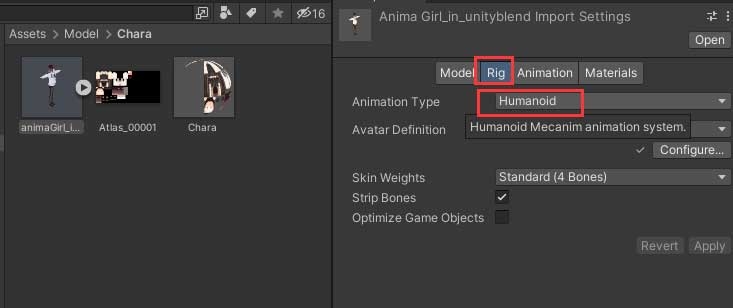 16
Assets > Model > Chara
animaGirl_i...
Atlas_00001
Chara
Anima Girl_in_unityblend Import Settings
Open
Model Rig Animation Materials
Animation Type Humanoid
Avatar Definition
Humanoid Mecanim animation system.
Configure...
Skin Weights Standard (4 Bones)
Strip Bones
Optimize Game Objects
Revert Apply